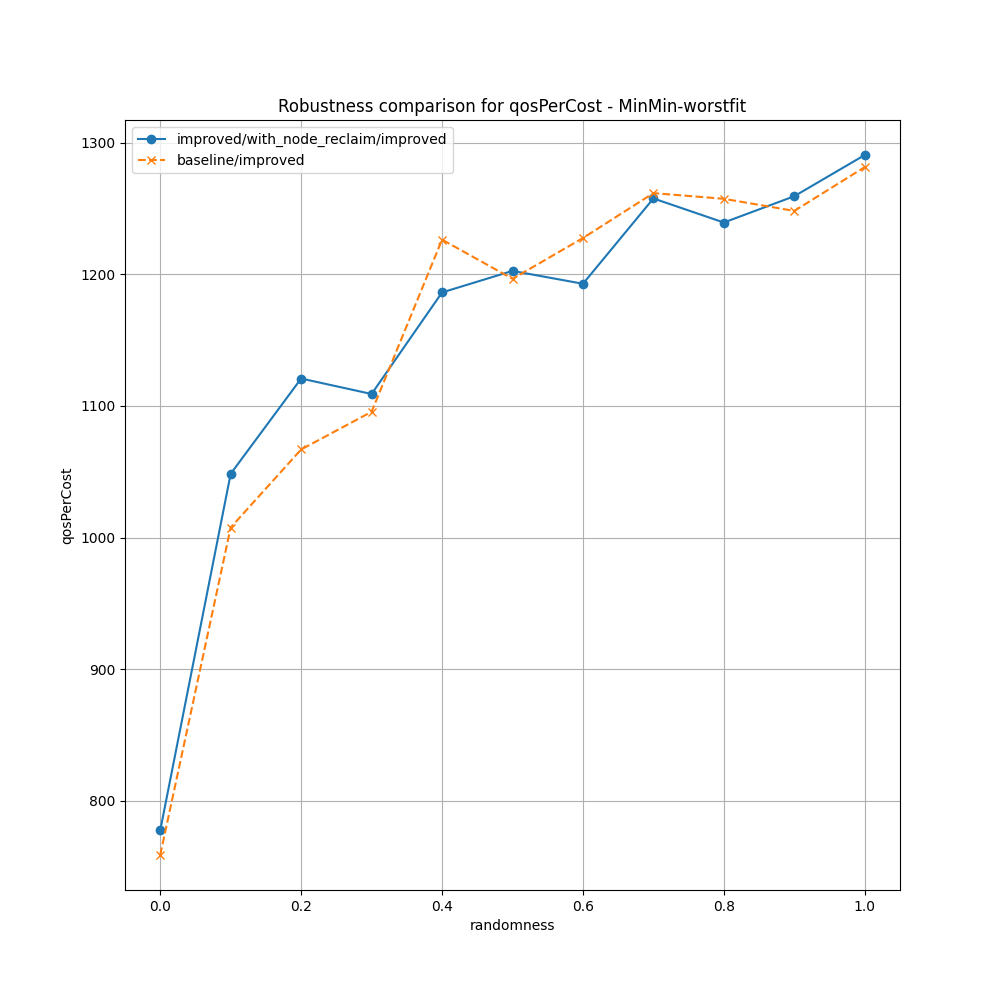 Robustness comparison for qosPerCost - MinMin-worstfit
improved/with_node_reclaim/improved
baseline/improved
1300
1200
1100
1000
900
800
qosPerCost
0.0 0.2 0.4 0.6 0.8 1.0
randomness